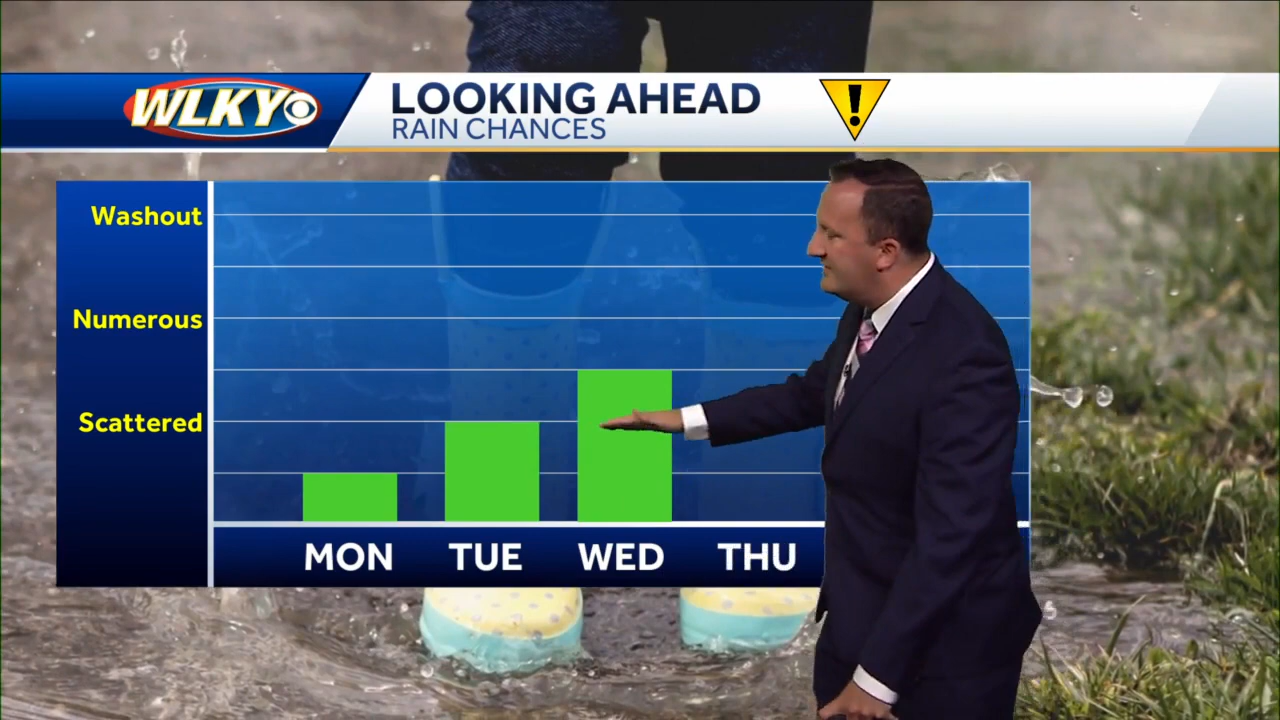 WLKY
LOOKING AHEAD
RAIN CHANCES
!
Washout
Numerous
Scattered
MON TUE WED THU